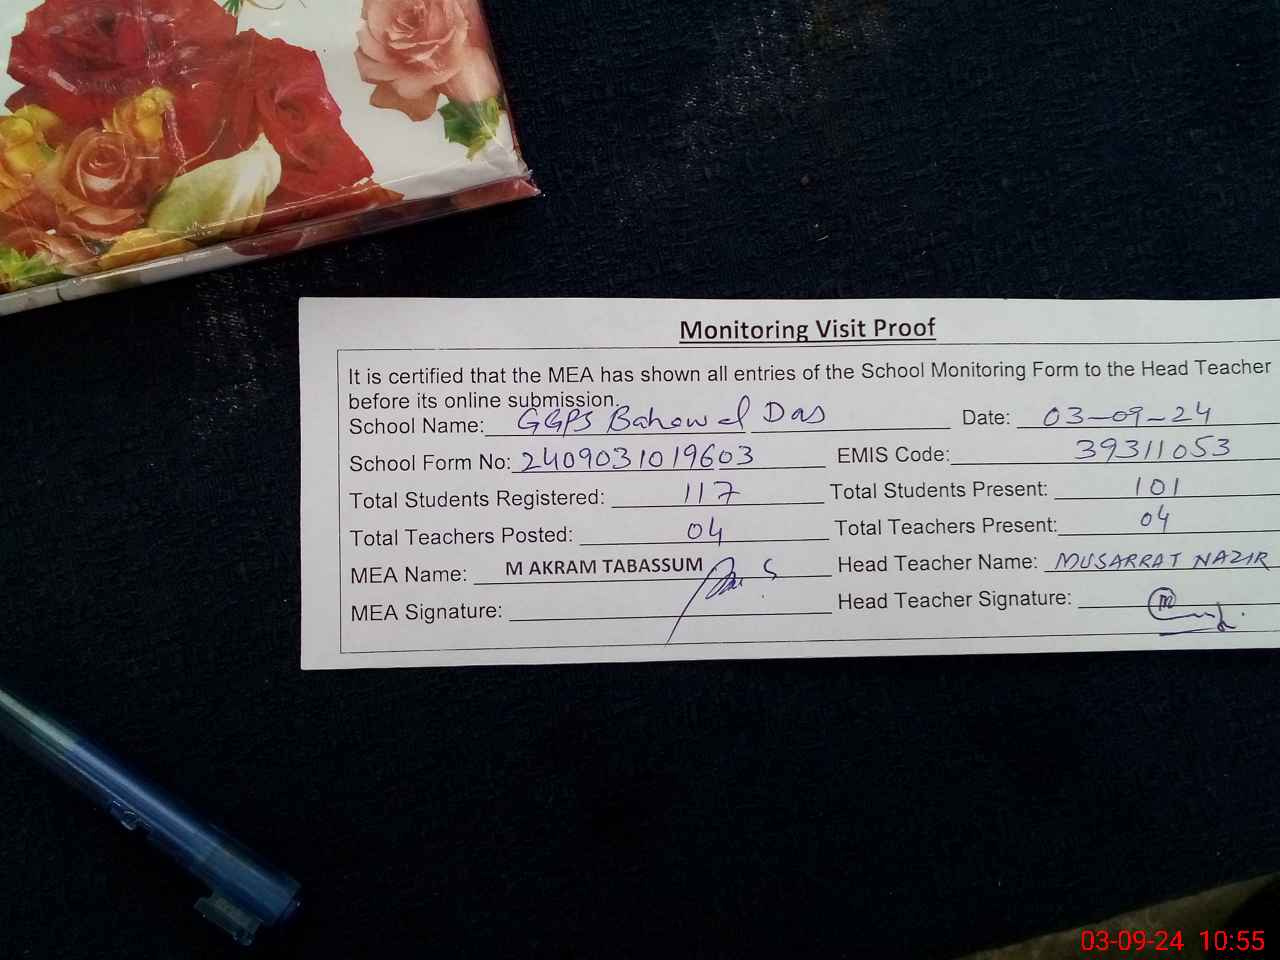 Monitoring Visit Proof
It is certified that the MEA has shown all entries of the School Monitoring Form to the Head Teacher
before its online submission.
School Name: GGPS Bahowal Das Date: 03-09-24
School Form No: 2409031019603 EMIS Code: 39311053
Total Students Registered: 117 Total Students Present: 101
Total Teachers Posted: 04 Total Teachers Present: 04
MEA Name: M AKRAM TABASSUM Head Teacher Name: MUSARRAT NAZIR
MEA Signature: Head Teacher Signature:
03-09-24 10:55